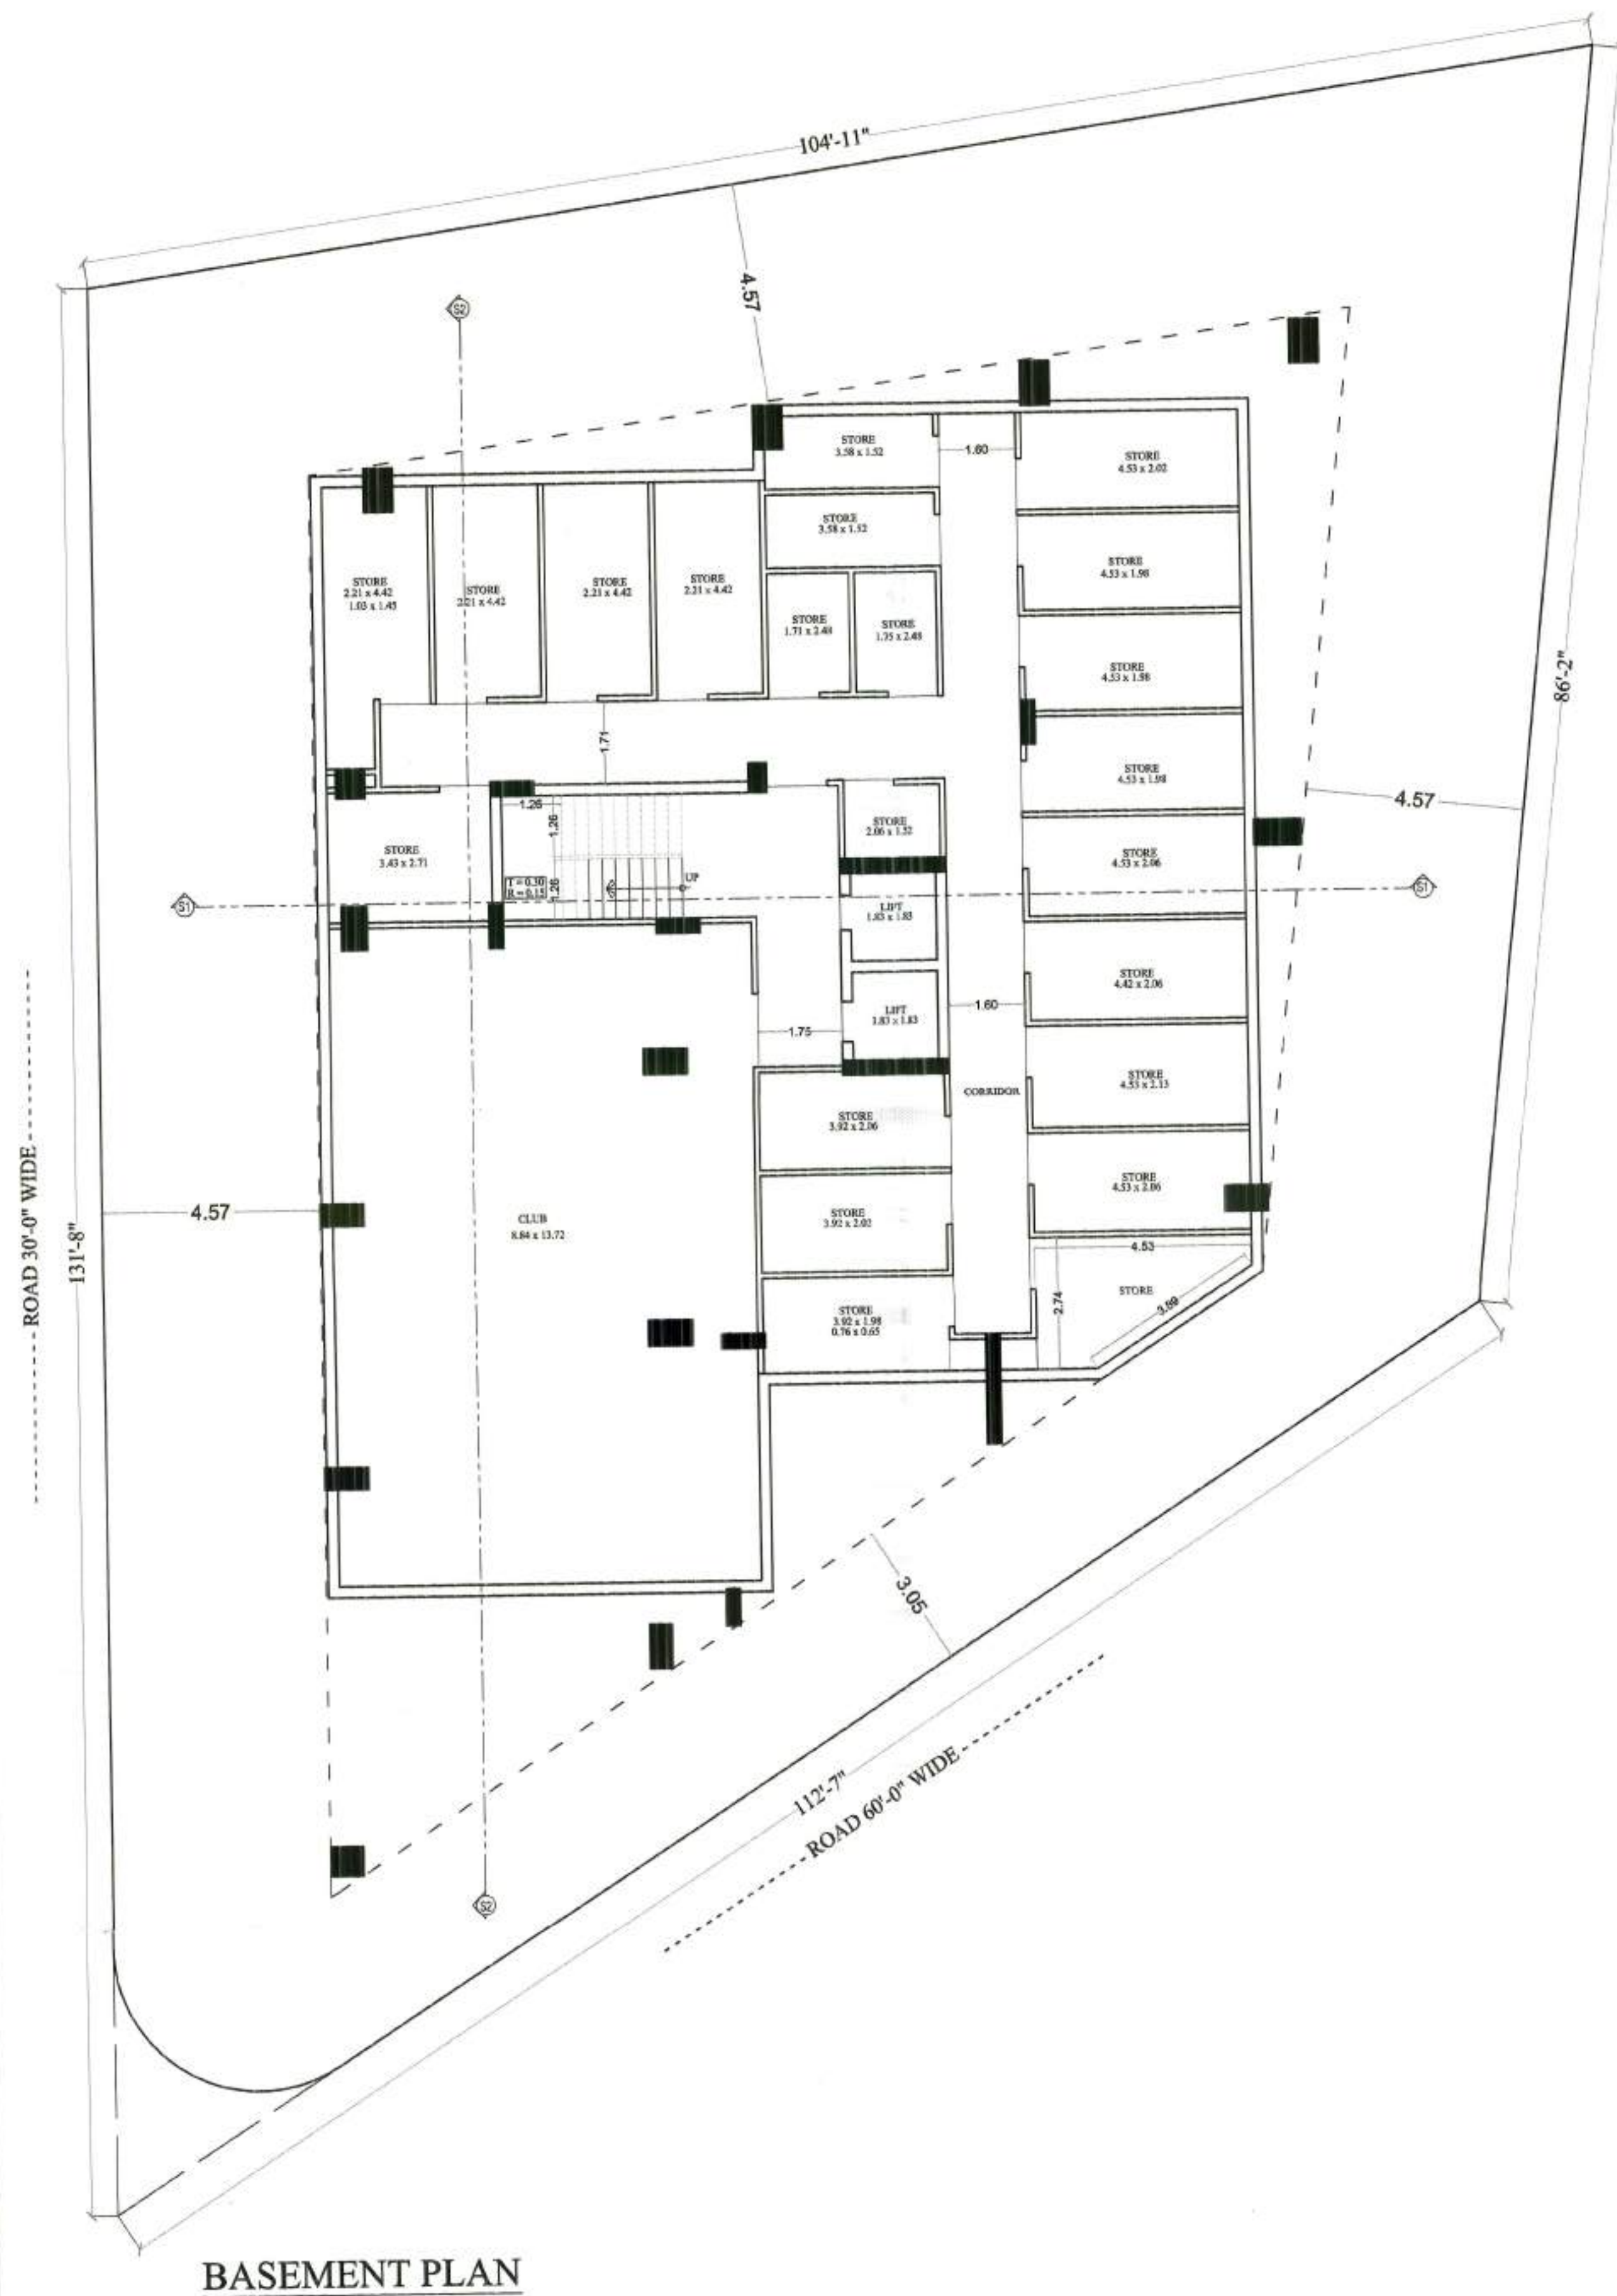 104'-11"
S2
4.57
STORE
3.58 x 1.52
1.60
STORE
4.53 x 2.02
STORE
3.58 x 1.52
STORE
4.53 x 1.98
STORE
2.21 x 4.42
1.03 x 1.45
STORE
2.21 x 4.42
STORE
2.21 x 4.42
STORE
2.21 x 4.42
STORE
1.71 x 2.48
STORE
1.75 x 2.48
STORE
4.53 x 1.98
86'-2"
1.71
STORE
4.53 x 1.98
4.57
1.26
1.26
STORE
2.06 x 1.52
STORE
3.43 x 2.71
STORE
4.53 x 2.06
T = 0.30
R = 0.15
1.26
UP
S1
S1
LIFT
1.83 x 1.83
STORE
4.42 x 2.06
LIFT
1.83 x 1.83
1.75
1.60
STORE
4.53 x 2.13
CORRIDOR
STORE
3.92 x 2.06
STORE
4.53 x 2.06
ROAD 30'-0" WIDE
131'-8"
4.57
CLUB
8.84 x 13.72
STORE
3.92 x 2.02
4.53
STORE
2.74
3.89
STORE
3.92 x 1.98
0.76 x 0.65
3.05
112'-7"
ROAD 60'-0" WIDE
S2
BASEMENT PLAN